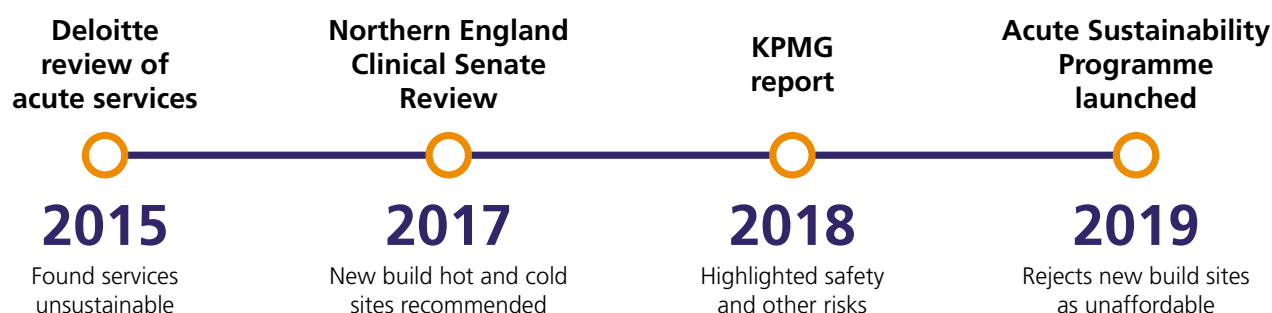 Deloitte
review of
acute services
2015
Found services
unsustainable
Northern England
Clinical Senate
Review
2017
New build hot and cold
sites recommended
KPMG
report
2018
Highlighted safety
and other risks
Acute Sustainability
Programme
launched
2019
Rejects new build sites
as unaffordable